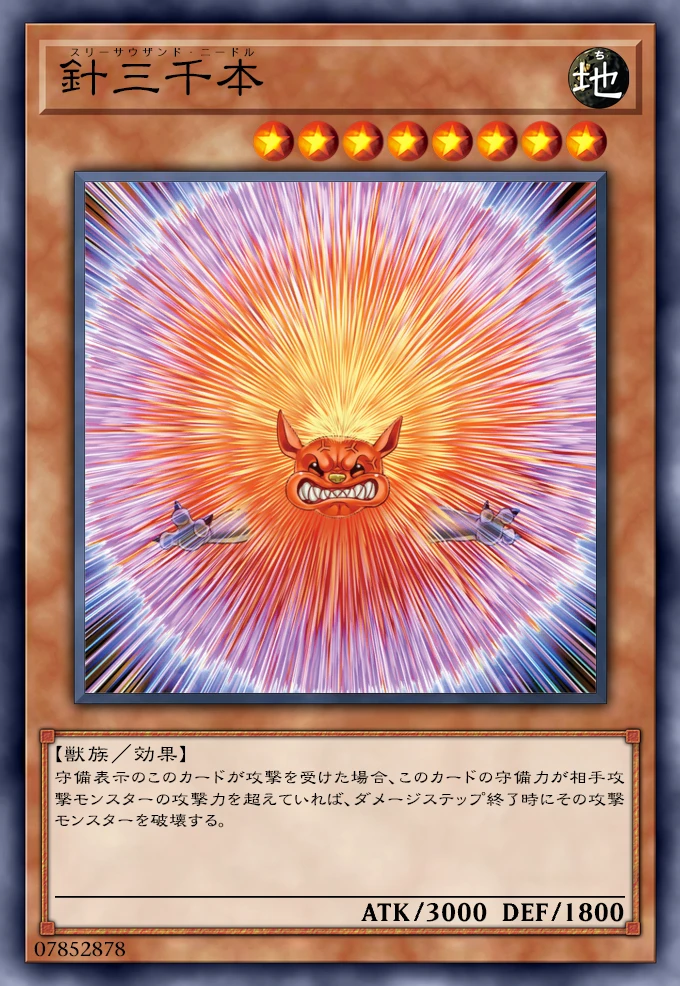 スリーサウザンド・ニードル
針三千本
ち
地
【獣族／効果】
守備表示のこのカードが攻撃を受けた場合、このカードの守備力が相手攻
撃モンスターの攻撃力を超えていれば、ダメージステップ終了時にその攻撃
モンスターを破壊する。
ATK/3000 DEF/1800
07852878